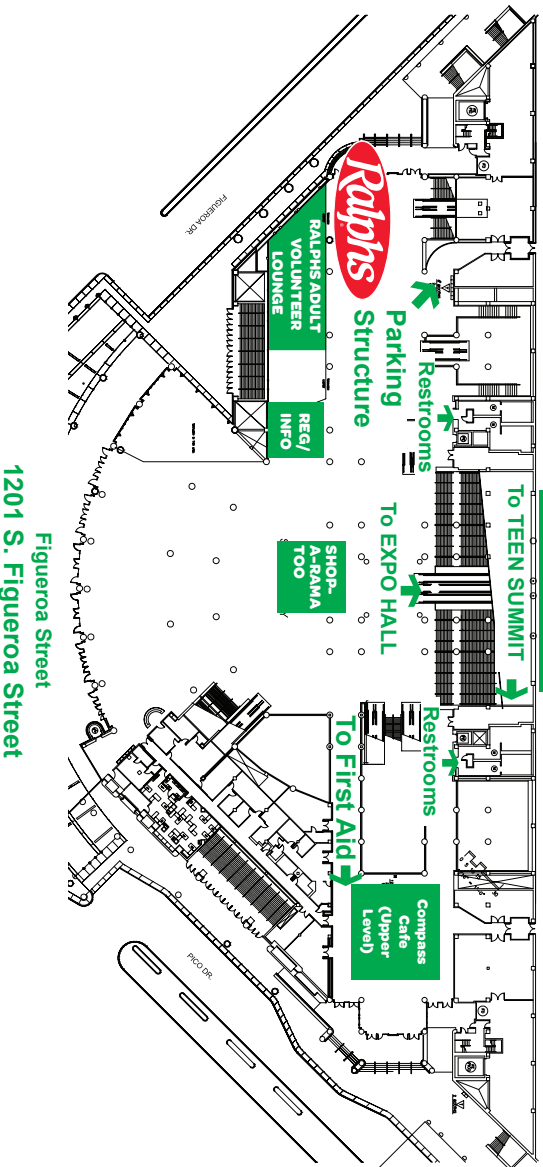 To TEEN SUMMIT
Restrooms
Restrooms
Ralphs
Parking
Structure
To EXPO HALL
To First Aid
Compass
Cafe
(Upper
Level)
RALPHS ADULT
VOLUNTEER
LOUNGE
REG/
INFO
SHOP-
A-RAMA
TOO
FIGUEROA DR.
PICO DR.
Figueroa Street
1201 S. Figueroa Street